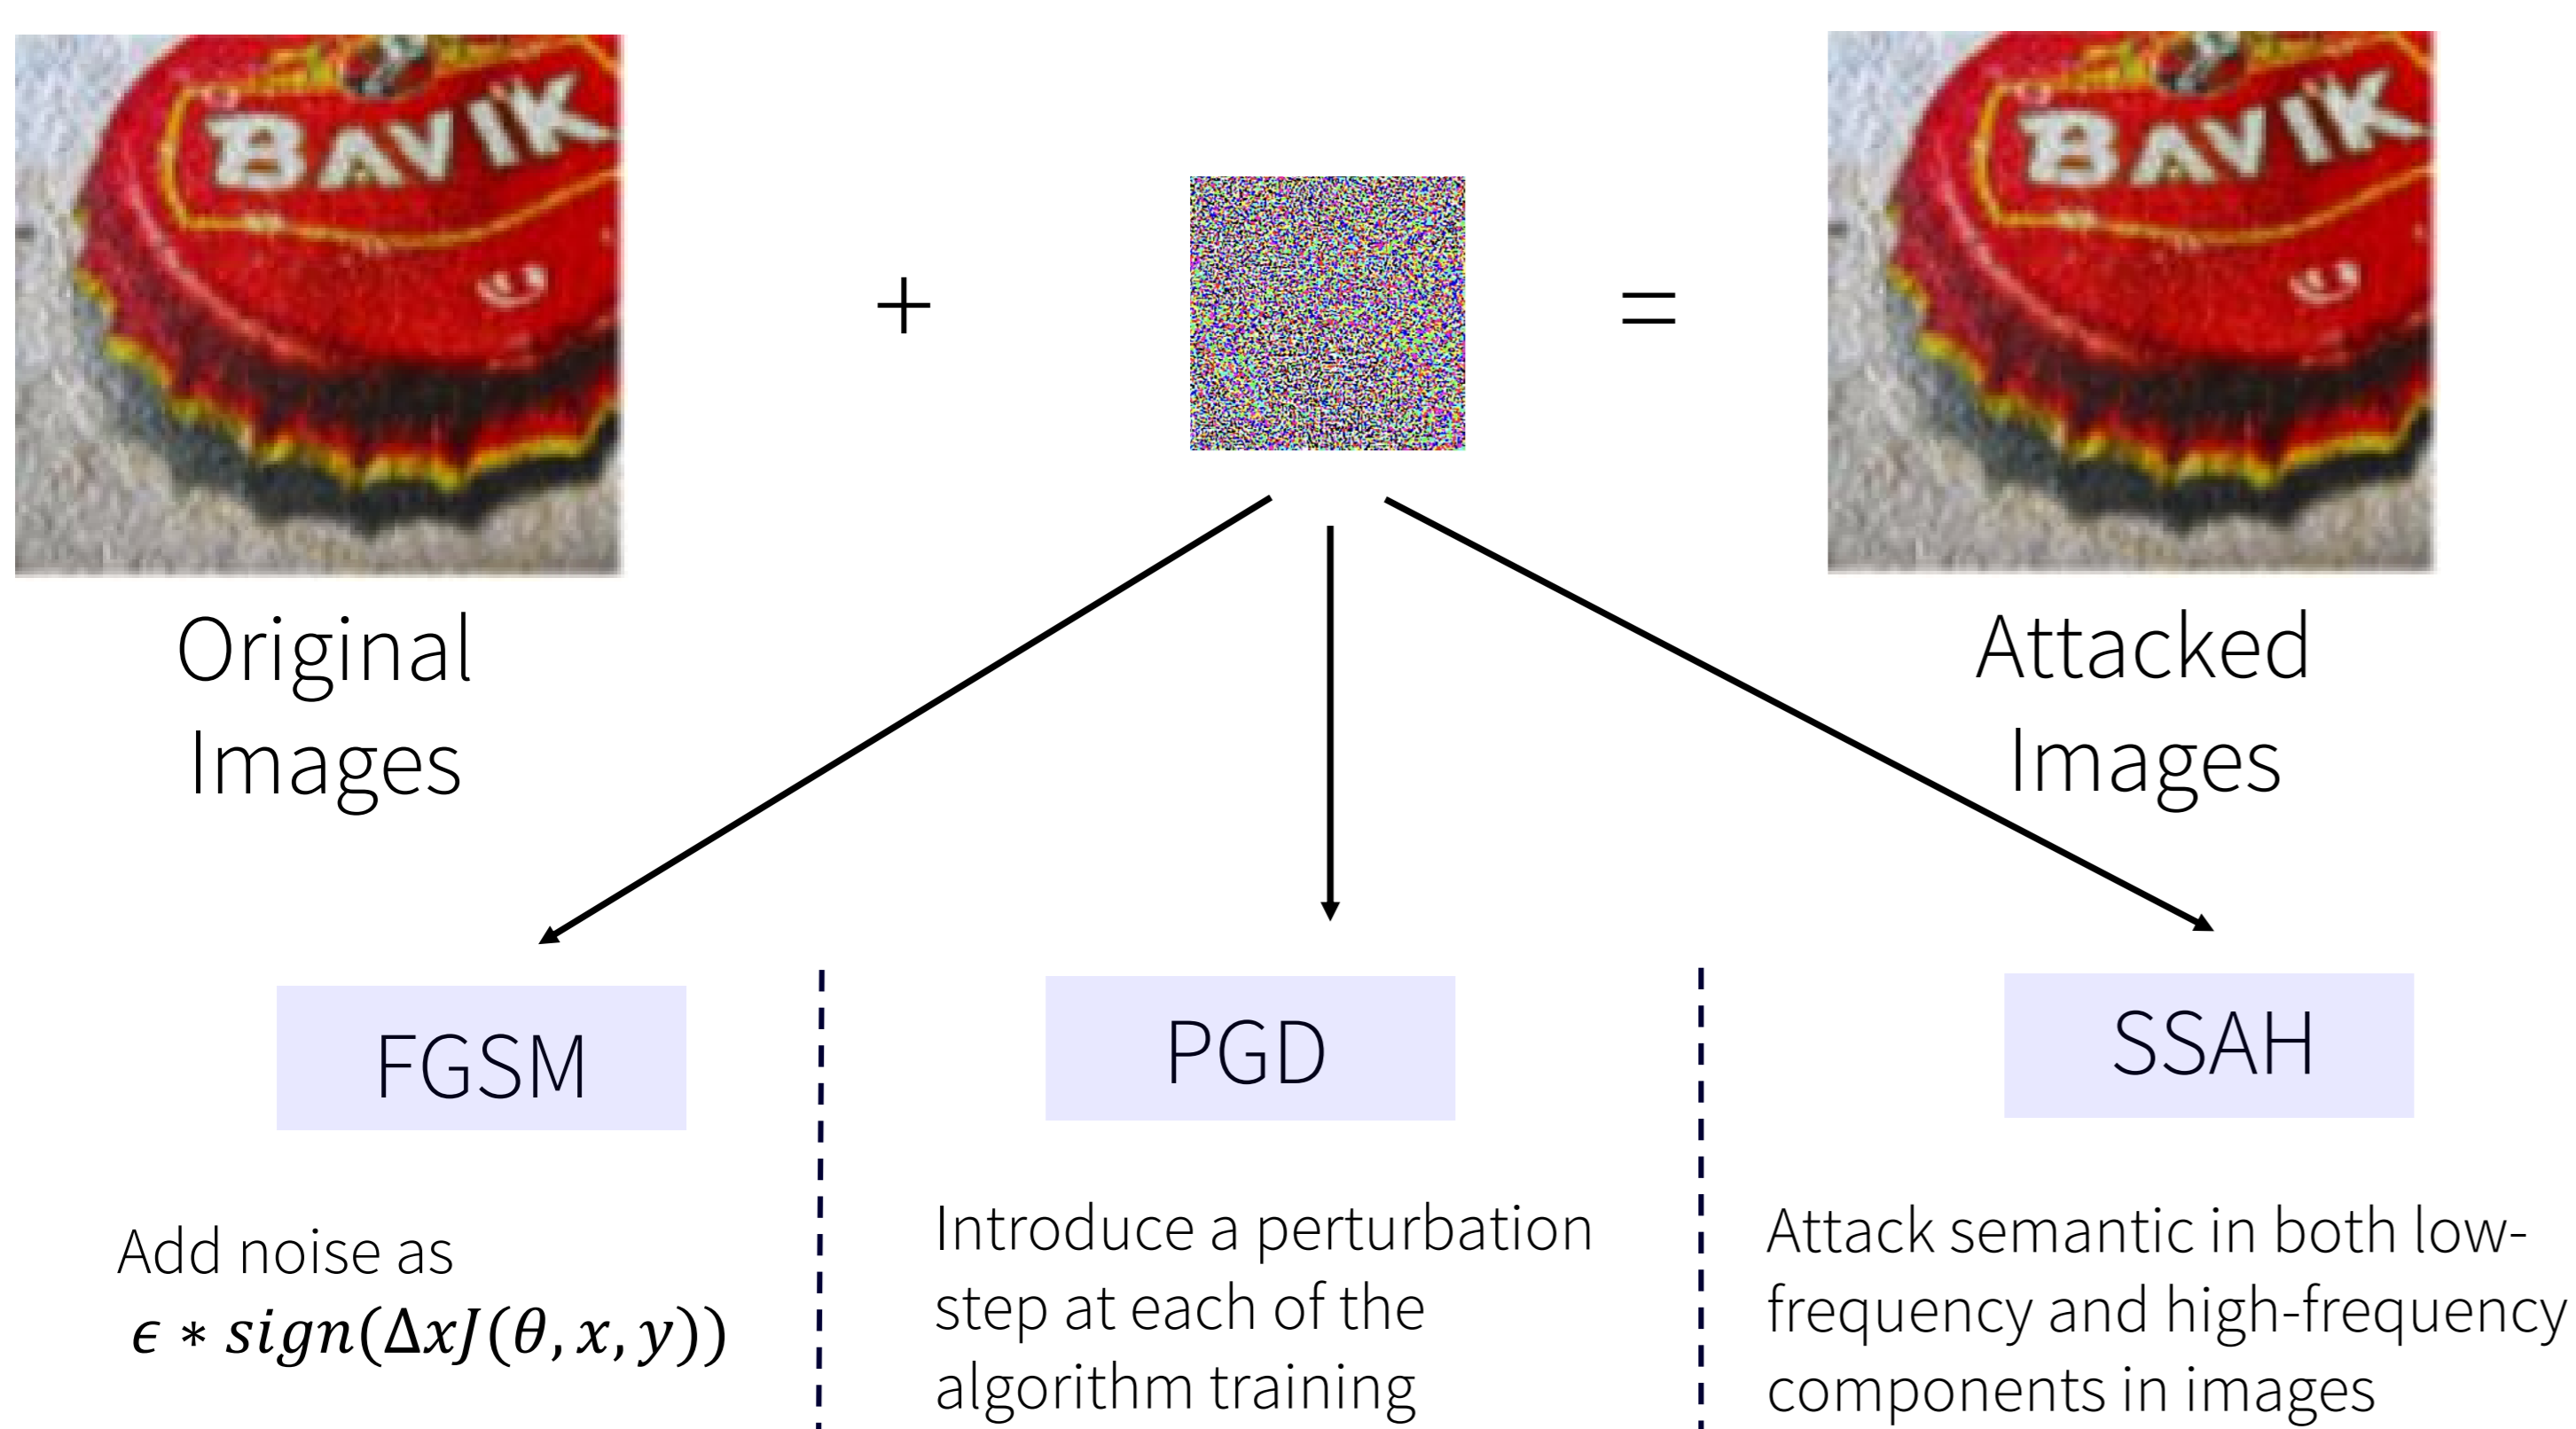 BAVIK
BAVIK
+
=
Original
Images
Attacked
Images
FGSM
PGD
SSAH
Add noise as
ϵ * sign(ΔxJ(θ, x, y))
Introduce a perturbation
step at each of the
algorithm training
Attack semantic in both low-
frequency and high-frequency
components in images